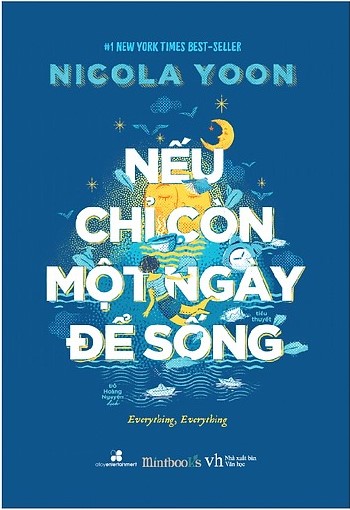 #1 NEW YORK TIMES BEST-SELLER
NICOLA YOON
NẾU
CHỈ CÒN
MỘT NGÀY
ĐỂ SỐNG
tiểu
thuyết
Đỗ
Hoàng
Nguyên
dịch
Everything, Everything
atoyentertainment
mintbooks
vh
Nhà xuất bản
Văn học